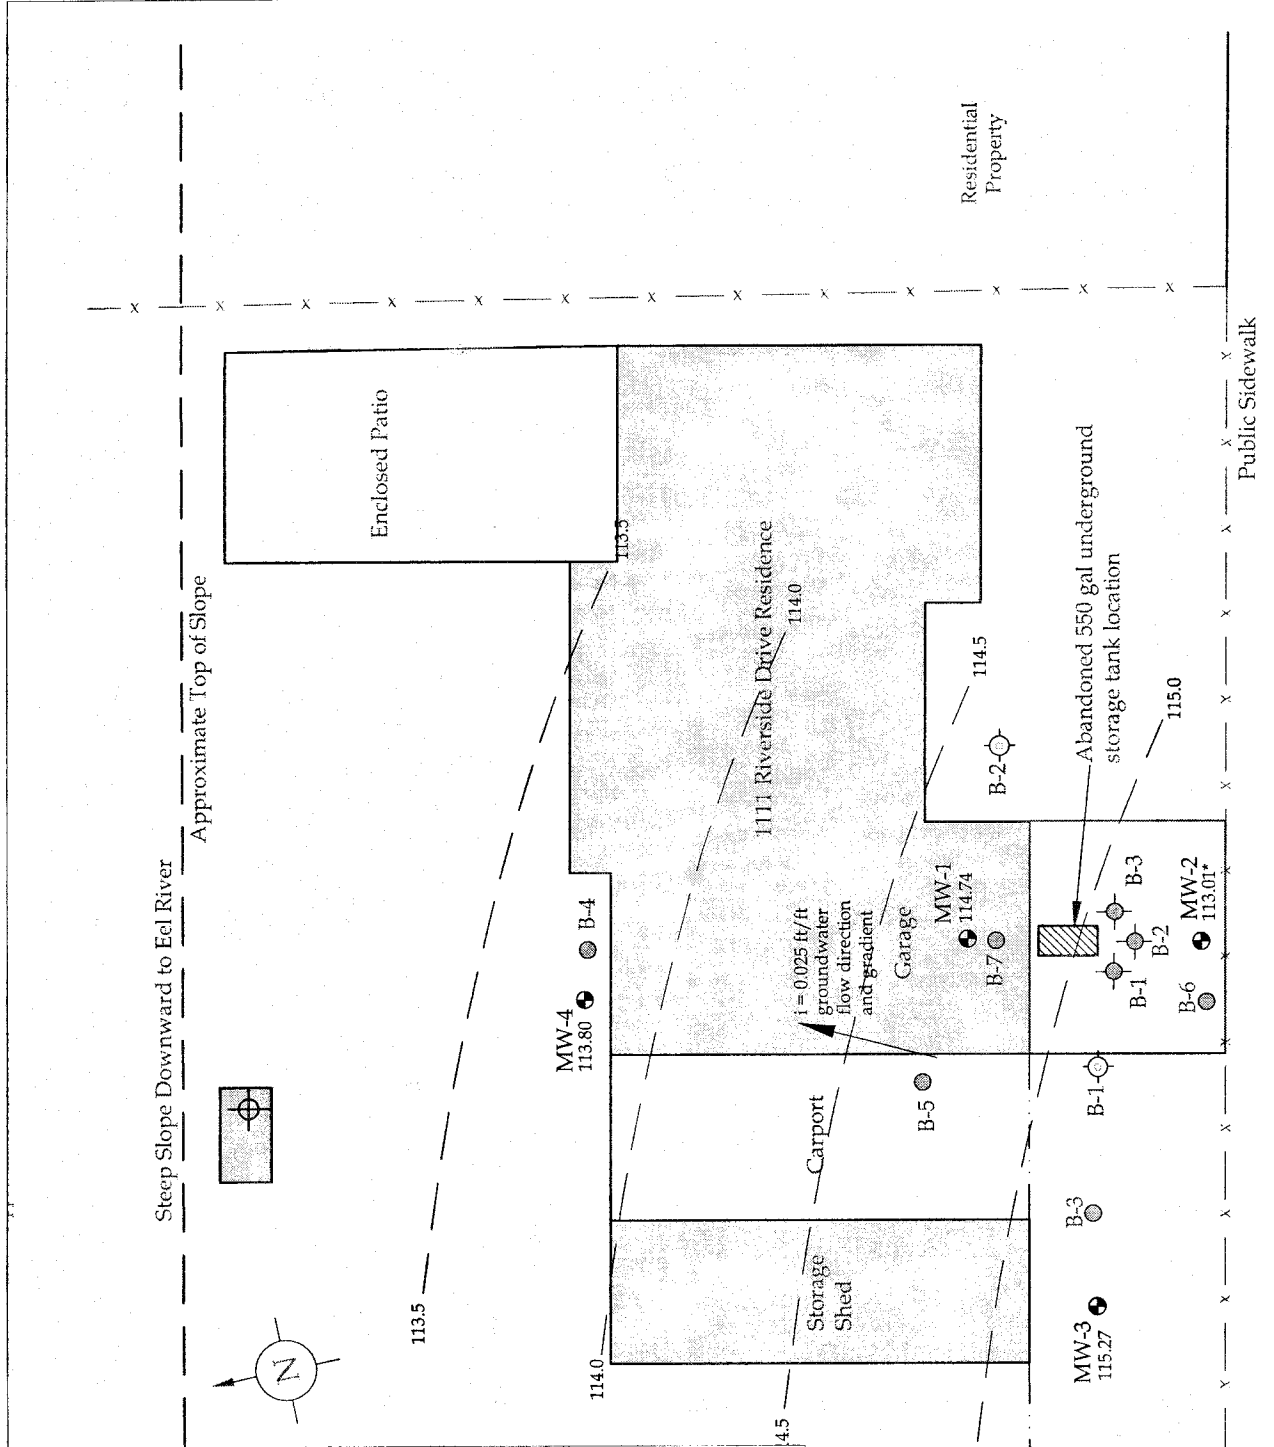 Residential
Property
Public Sidewalk
Enclosed Patio
Approximate Top of Slope
Steep Slope Downward to Eel River
113.5
1111 Riverside Drive Residence
114.0
114.5
115.0
Abandoned 550 gal underground
storage tank location
B-2
B-4
MW-4
113.80
i = 0.025 ft/ft
groundwater
flow direction
and gradient
Garage
MW-1
114.74
B-7
B-3
B-2
B-1
MW-2
113.01*
B-6
B-1
B-5
Carport
B-3
Storage
Shed
MW-3
115.27
N
113.5
114.0
4.5